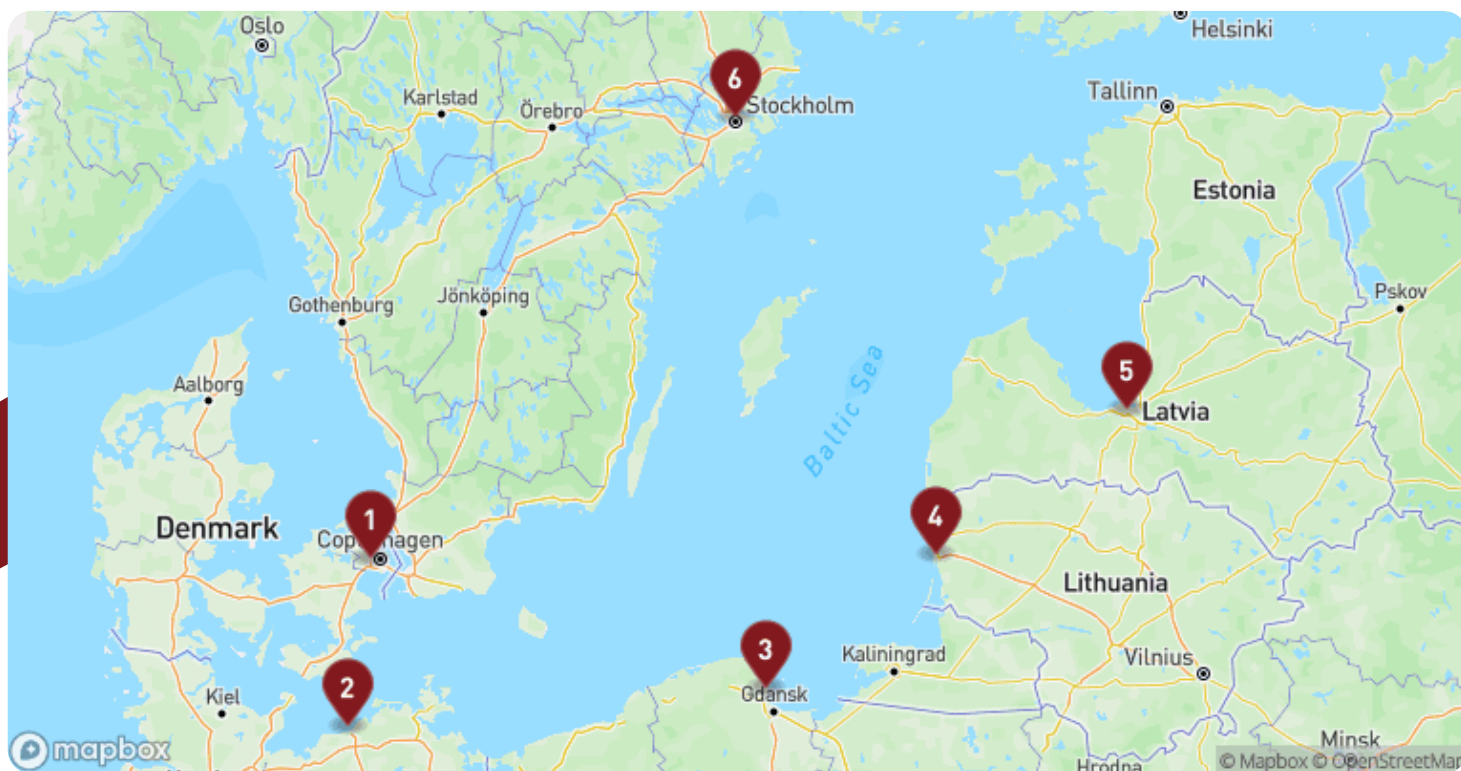 Oslo
Helsinki
6
Karlstad
Örebro
Stockholm
Tallinn
Estonia
Gothenburg
Jönköping
Pskov
Aalborg
5
Latvia
Baltic Sea
1
4
Denmark
Copenhagen
Lithuania
3
Kaliningrad
Vilnius
2
Kiel
Gdansk
mapbox
Minsk
© Mapbox © OpenStreetMap
Hrodna